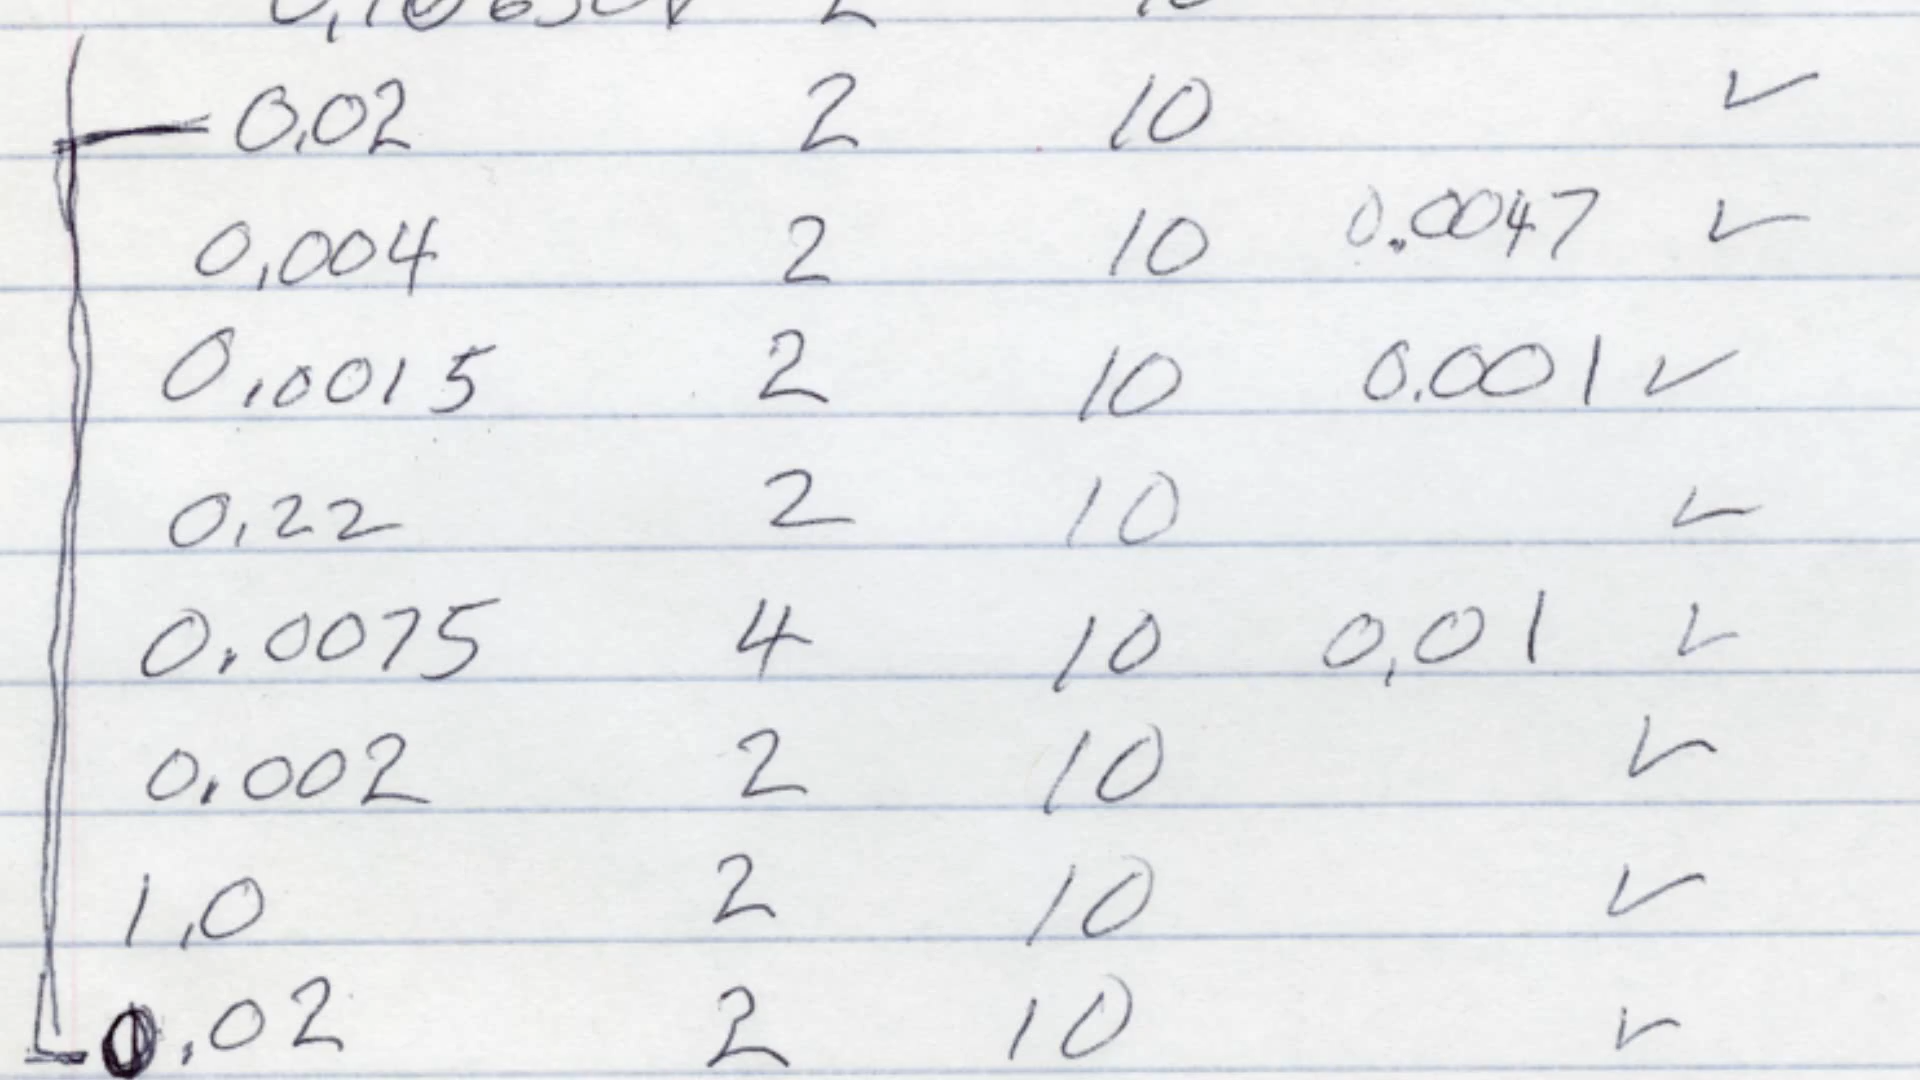 0.02 2 10 ✓
0.004 2 10 0.0047 ✓
0.0015 2 10 0.001 ✓
0.22 2 10 ✓
0.0075 4 10 0.01 ✓
0.002 2 10 ✓
1.0 2 10 ✓
0.02 2 10 ✓